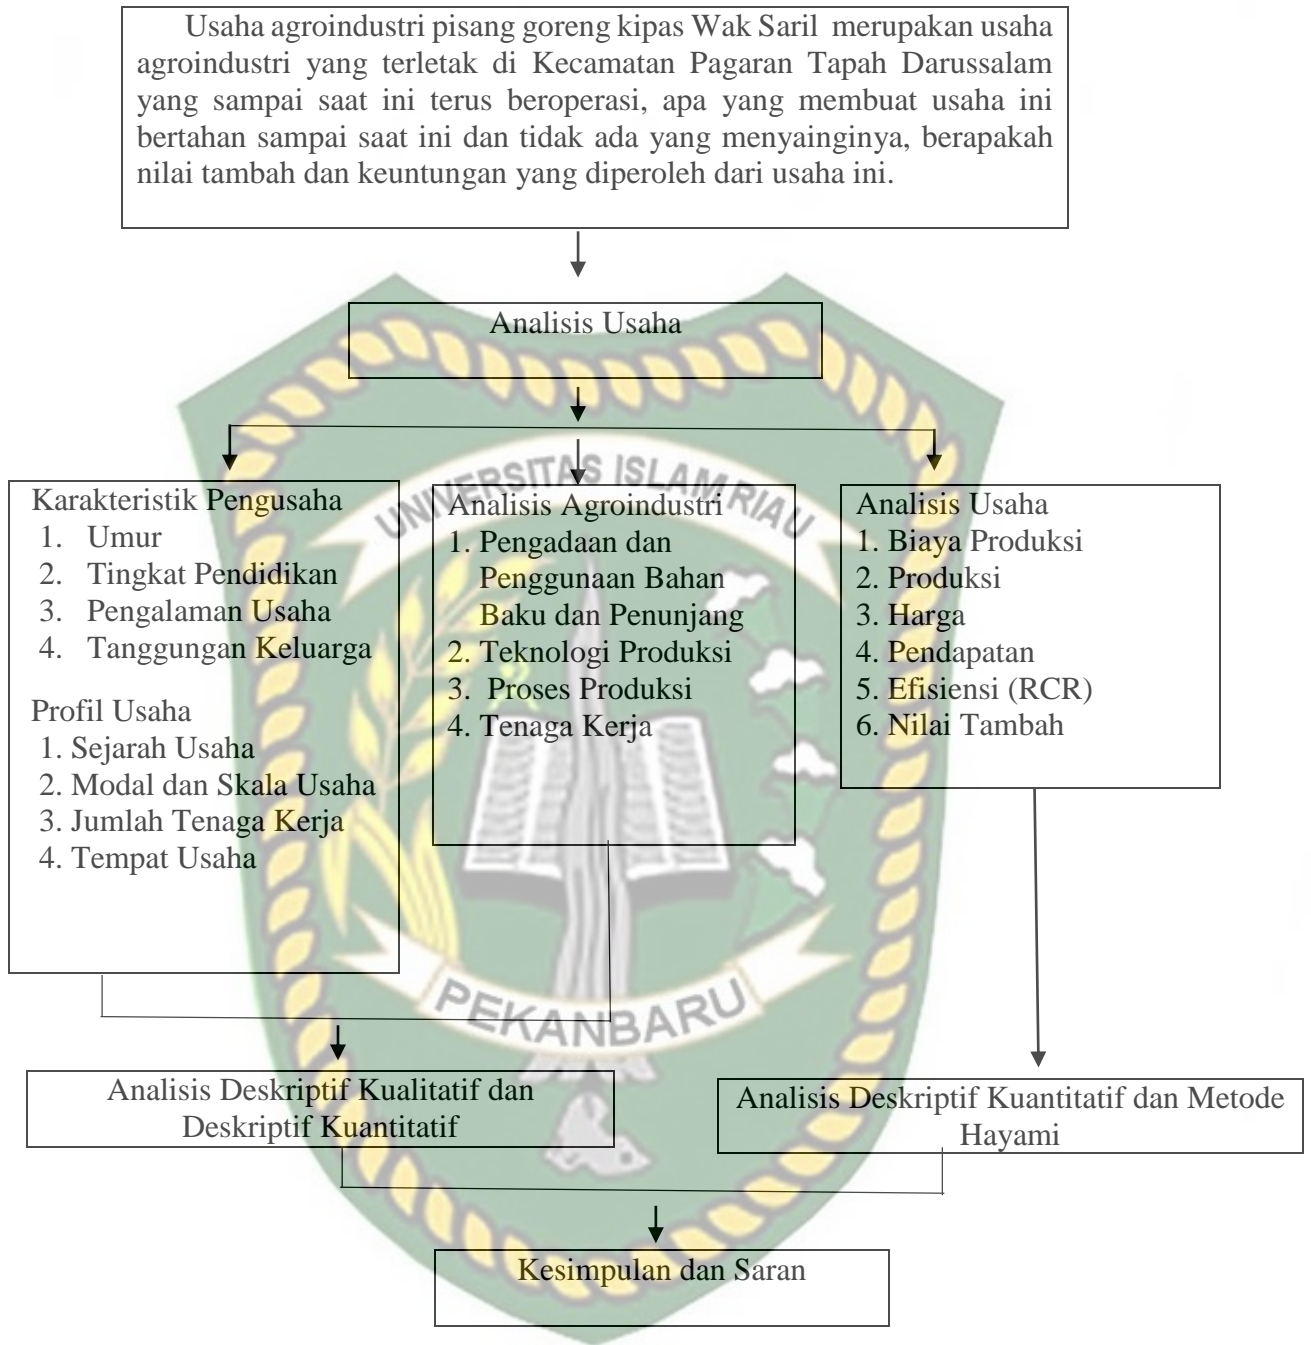 Usaha agroindustri pisang goreng kipas Wak Saril merupakan usaha
agroindustri yang terletak di Kecamatan Pagaran Tapah Darussalam
yang sampai saat ini terus beroperasi, apa yang membuat usaha ini
bertahan sampai saat ini dan tidak ada yang menyainginya, berapakah
nilai tambah dan keuntungan yang diperoleh dari usaha ini.
Analisis Usaha
UNIVERSITAS ISLAM RIAU
Karakteristik Pengusaha
1. Umur
2. Tingkat Pendidikan
3. Pengalaman Usaha
4. Tanggungan Keluarga
Profil Usaha
1. Sejarah Usaha
2. Modal dan Skala Usaha
3. Jumlah Tenaga Kerja
4. Tempat Usaha
Analisis Agroindustri
1. Pengadaan dan
Penggunaan Bahan
Baku dan Penunjang
2. Teknologi Produksi
3. Proses Produksi
4. Tenaga Kerja
Analisis Usaha
1. Biaya Produksi
2. Produksi
3. Harga
4. Pendapatan
5. Efisiensi (RCR)
6. Nilai Tambah
PEKANBARU
Analisis Deskriptif Kualitatif dan
Deskriptif Kuantitatif
Analisis Deskriptif Kuantitatif dan Metode
Hayami
Kesimpulan dan Saran